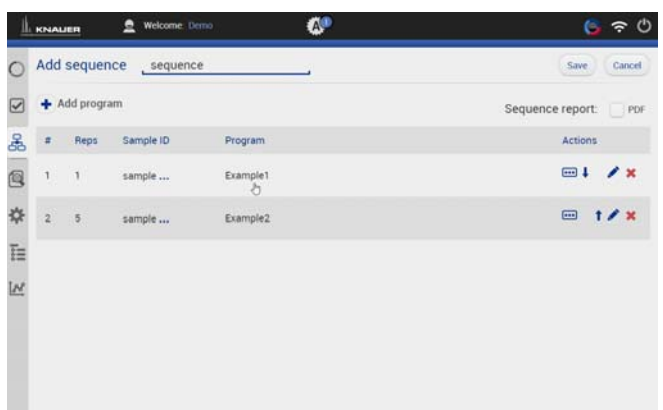 KNAUER Welcome: Demo A
Add sequence sequence Save Cancel
Add program Sequence report: PDF
# Reps Sample ID Program Actions
1 1 sample ... Example1
2 5 sample ... Example2